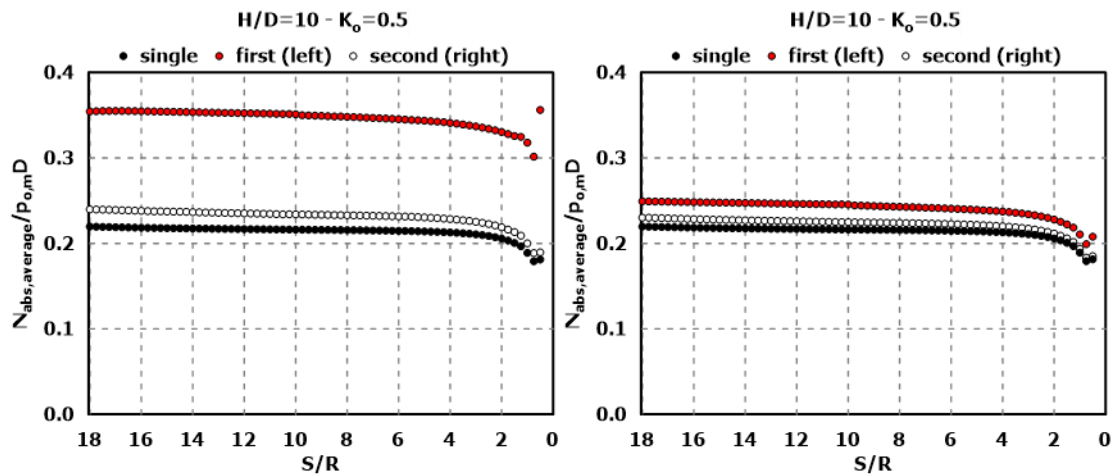 H/D=10 - Ko=0.5
single first (left) second (right)
0.4
0.3
0.2
0.1
0.0
Nabs,average/po,mD
18 16 14 12 10 8 6 4 2 0
S/R
H/D=10 - Ko=0.5
single first (left) second (right)
0.4
0.3
0.2
0.1
0.0
Nabs,average/po,mD
18 16 14 12 10 8 6 4 2 0
S/R